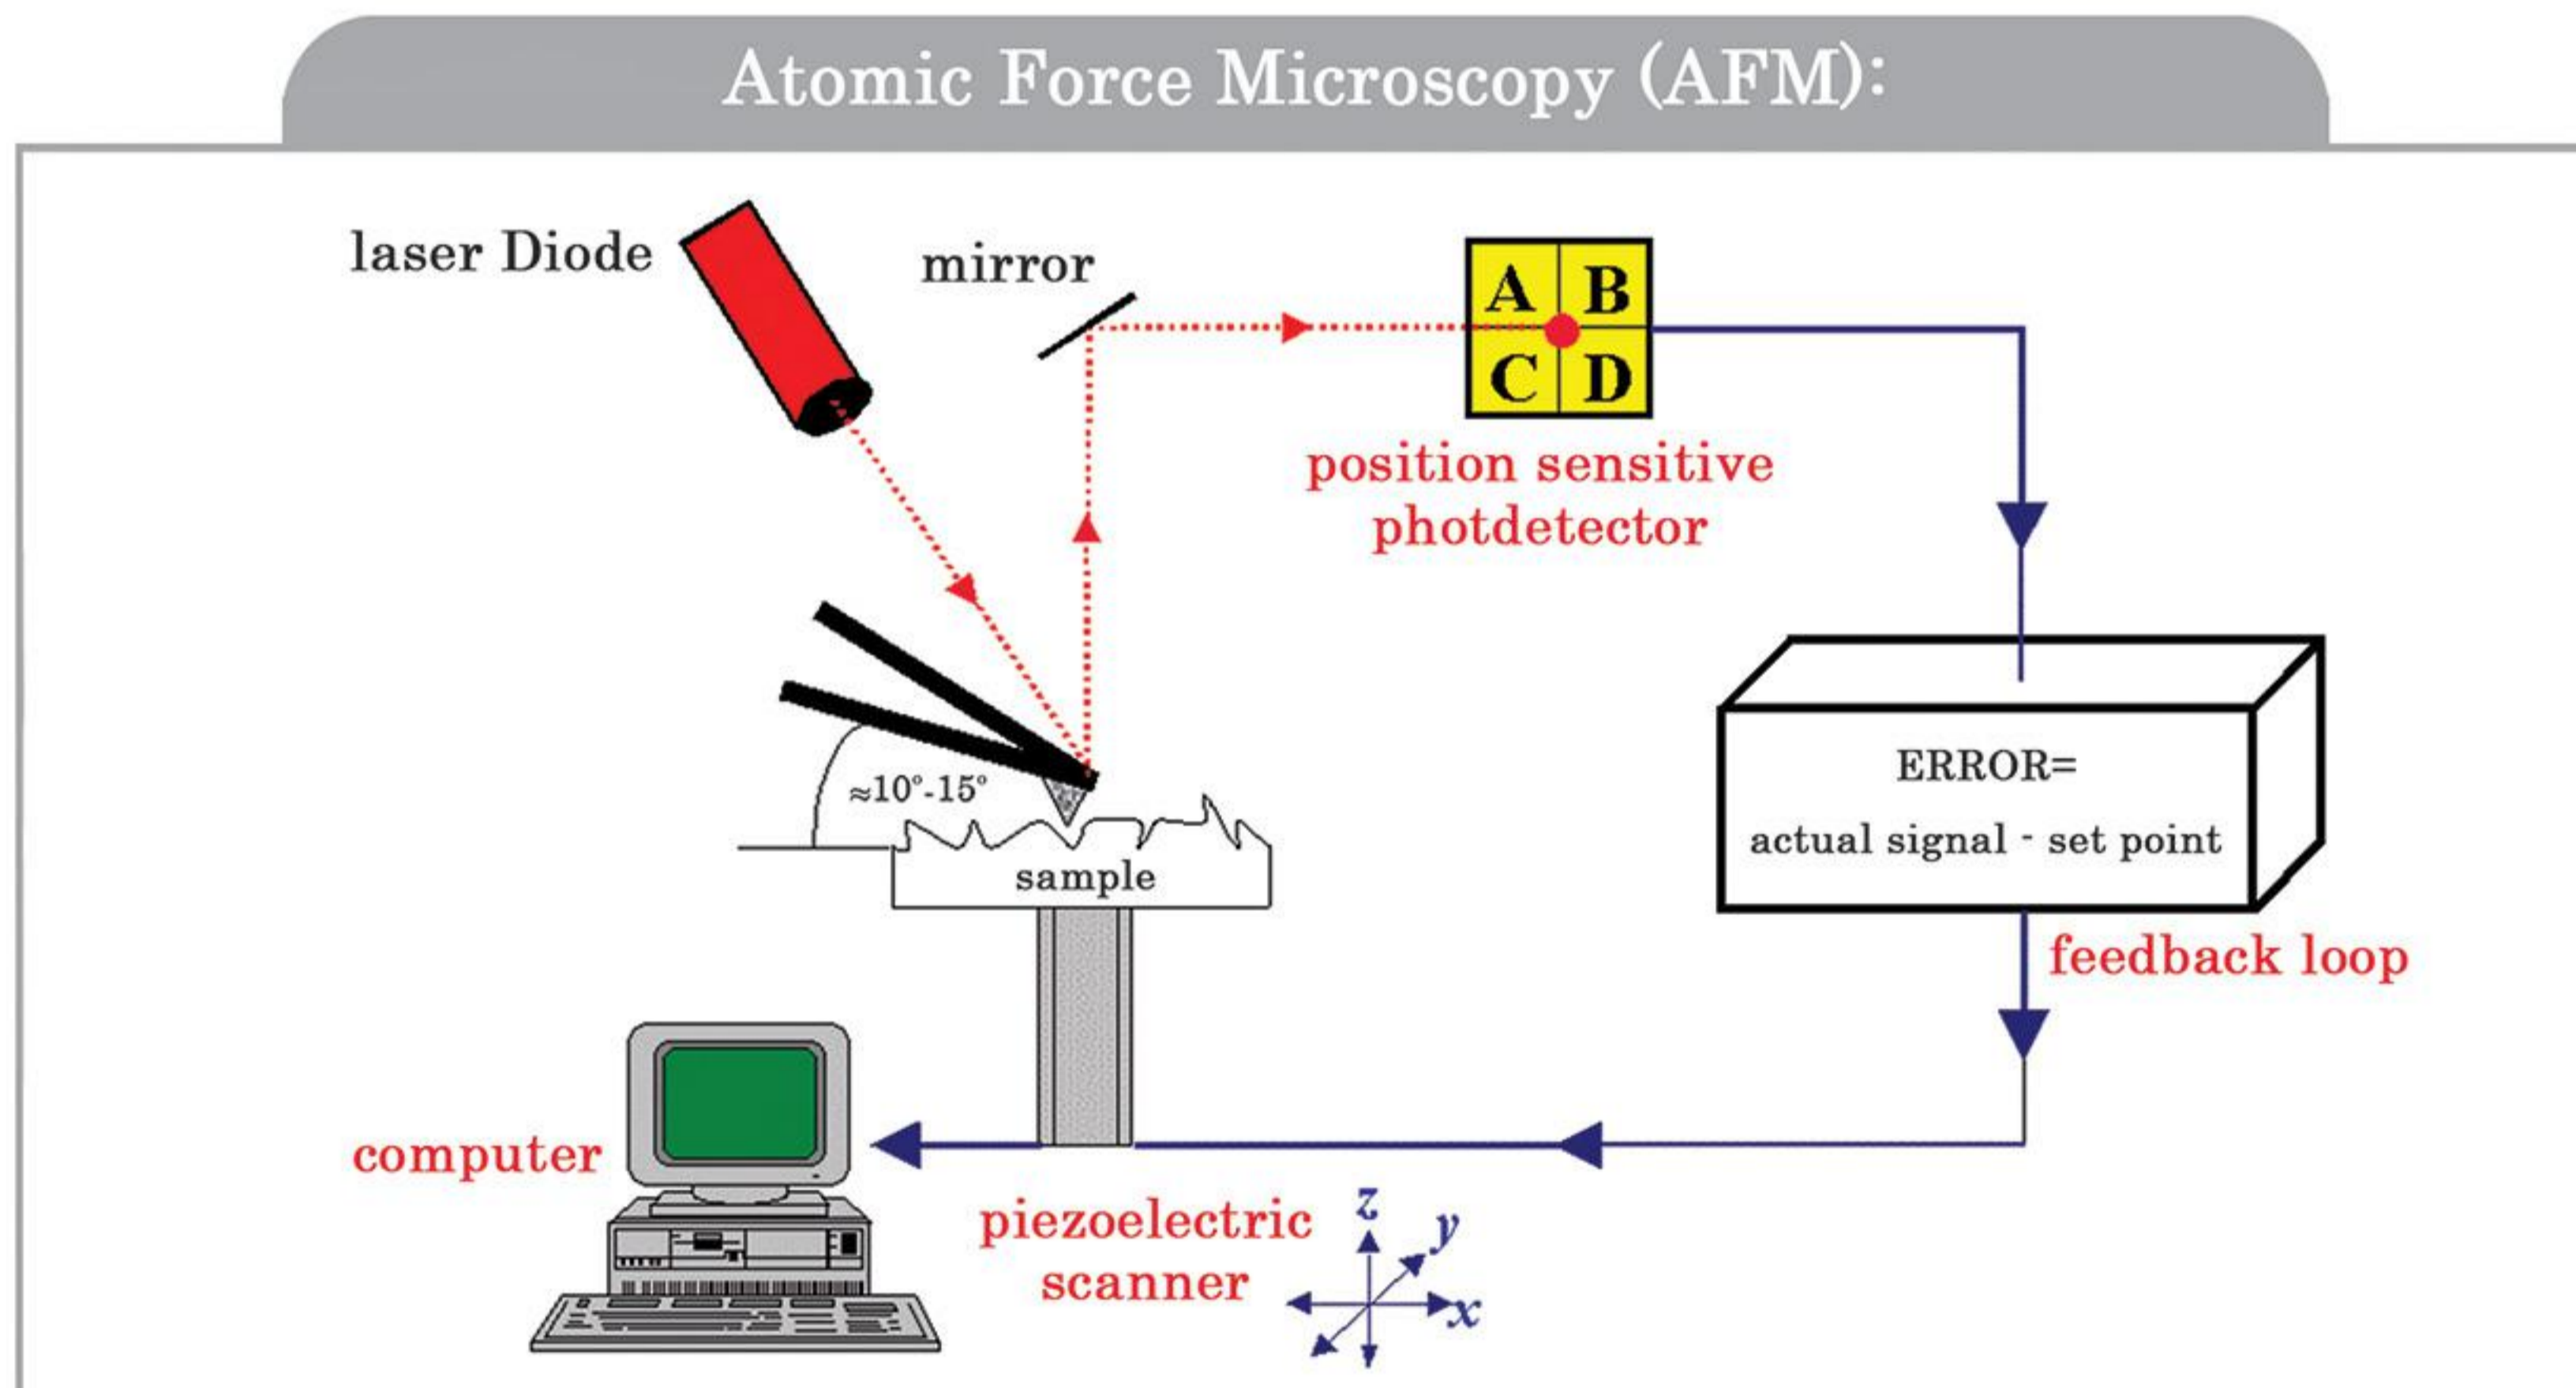 Atomic Force Microscopy (AFM):
laser Diode
mirror
A B
C D
position sensitive
photdetector
≈10°-15°
sample
ERROR=
actual signal - set point
feedback loop
computer
piezoelectric
scanner
z
y
x